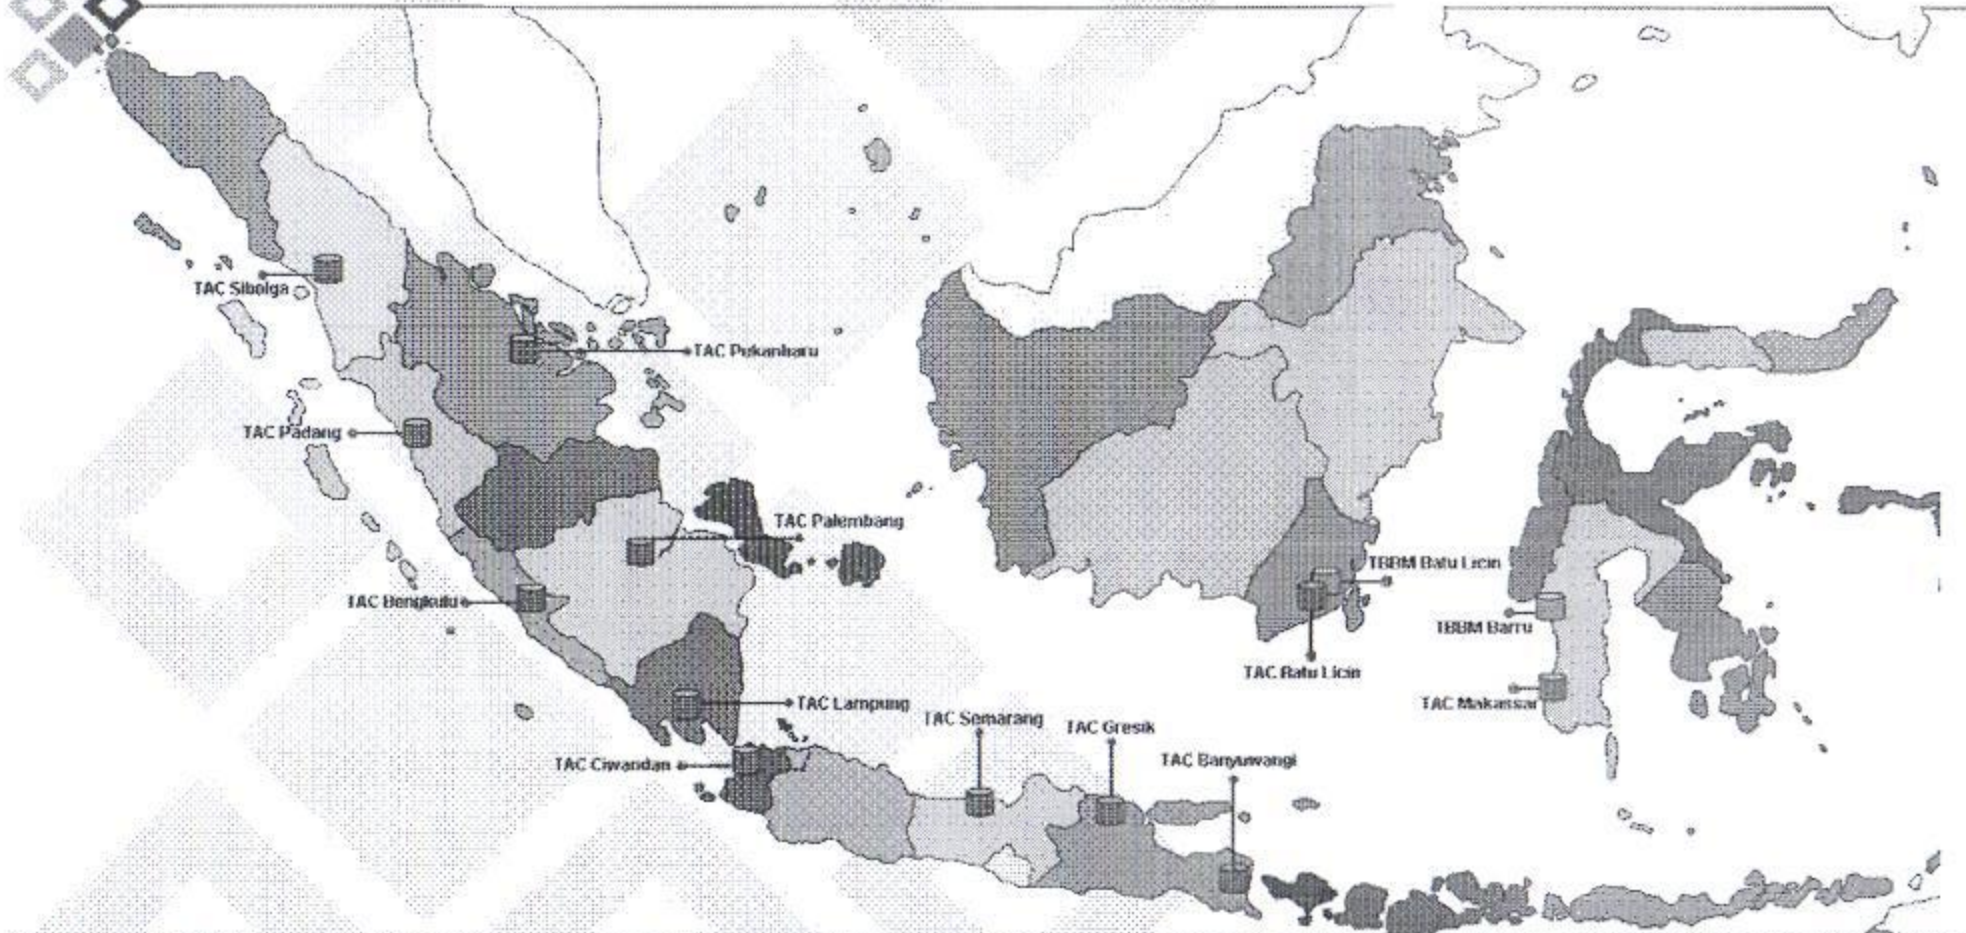 TAC Sibolga
TAC Pekanbaru
TAC Padang
TAC Palembang
TBBM Batu Licin
TAC Bengkulu
TBBM Barru
TAC Batu Licin
TAC Makassar
TAC Lampung
TAC Semarang
TAC Gresik
TAC Ciwandan
TAC Banyuwangi